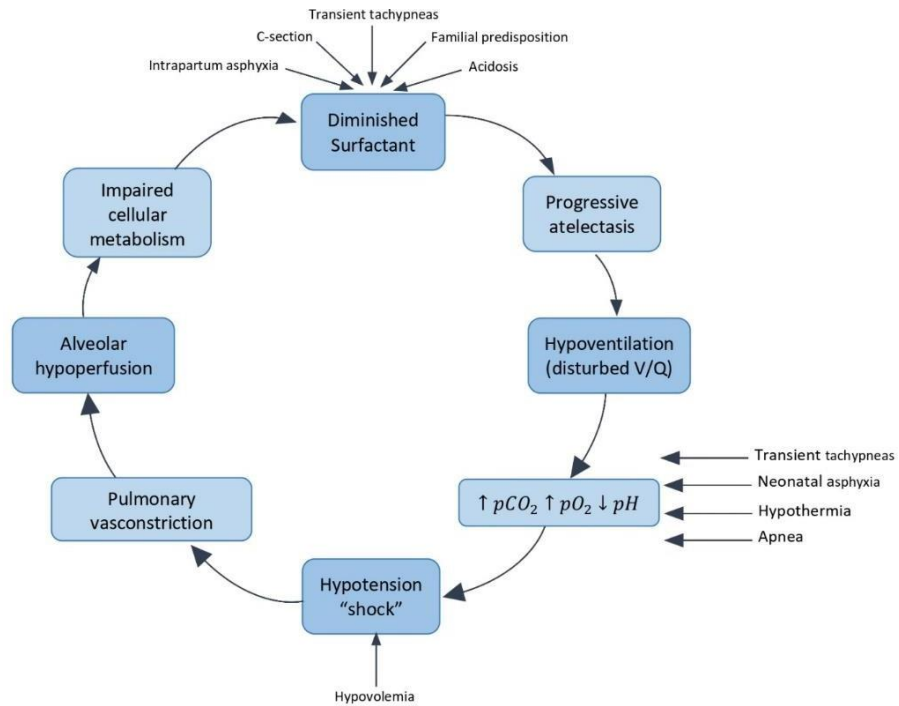 Transient tachypneas
C-section
Familial predisposition
Intrapartum asphyxia
Acidosis
Diminished
Surfactant
Impaired
cellular
metabolism
Progressive
atelectasis
Alveolar
hypoperfusion
Hypoventilation
(disturbed V/Q)
Transient tachypneas
Neonatal asphyxia
Hypothermia
Apnea
↑ pCO₂ ↑ pO₂ ↓ pH
Pulmonary
vasconstriction
Hypotension
“shock”
Hypovolemia